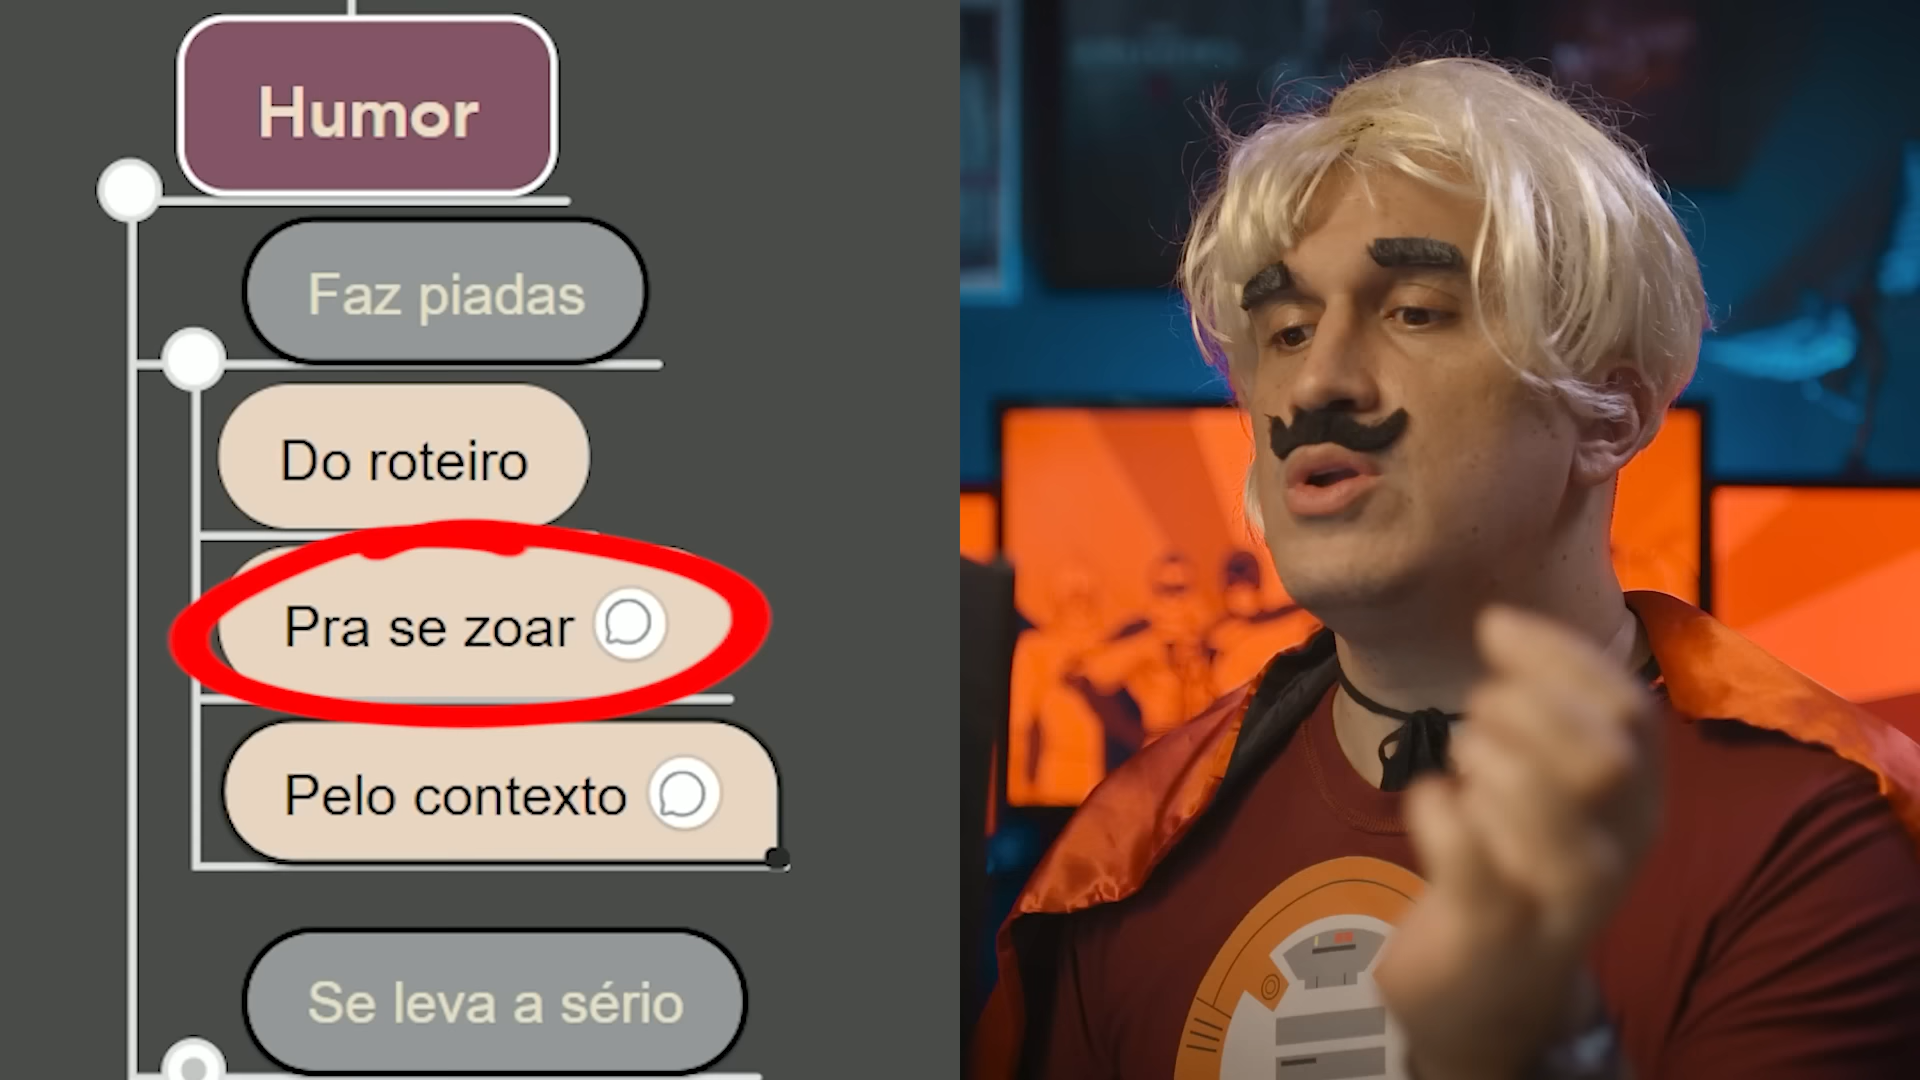 Humor
Faz piadas
Do roteiro
Pra se zoar
Pelo contexto
Se leva a sério